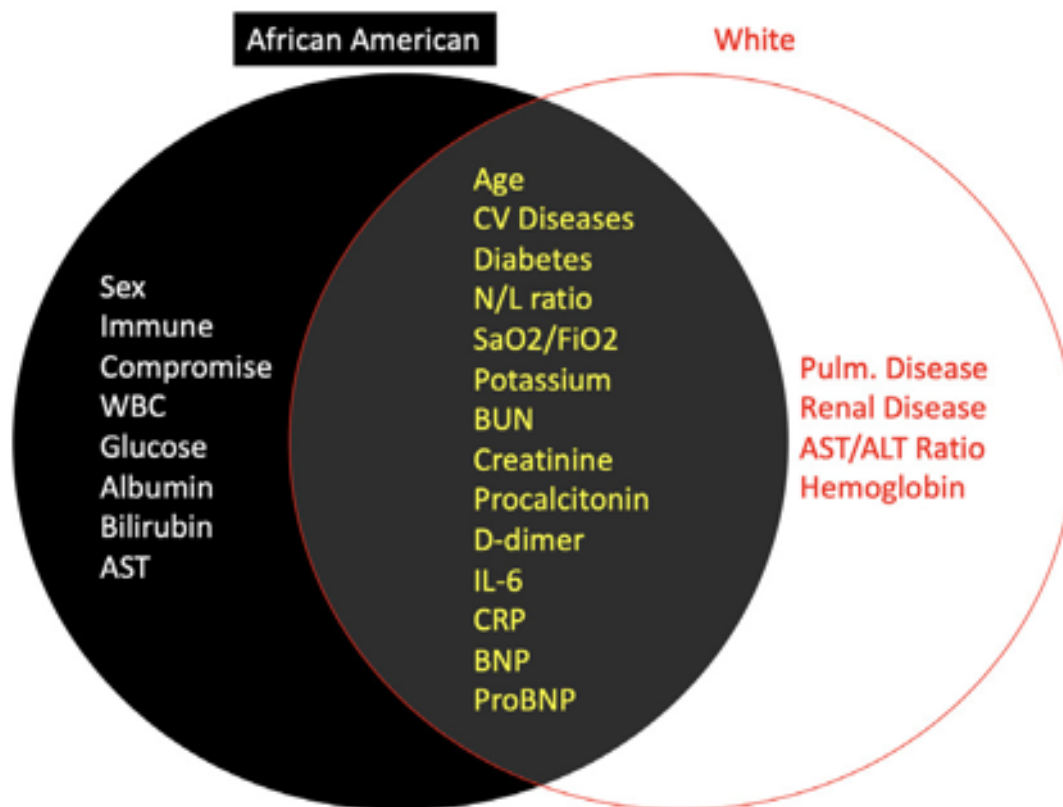 African American
White
Sex
Immune
Compromise
WBC
Glucose
Albumin
Bilirubin
AST
Age
CV Diseases
Diabetes
N/L ratio
SaO2/FiO2
Potassium
BUN
Creatinine
Procalcitonin
D-dimer
IL-6
CRP
BNP
ProBNP
Pulm. Disease
Renal Disease
AST/ALT Ratio
Hemoglobin